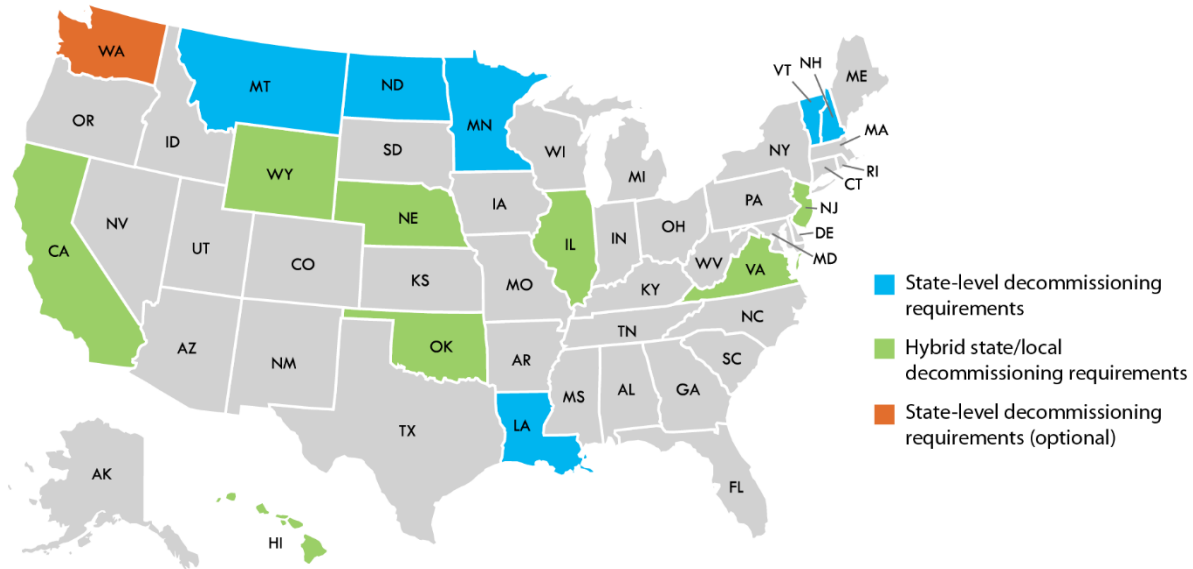 WA
MT
ND
MN
VT
NH
ME
OR
ID
SD
WI
MI
NY
MA
RI
CT
WY
NE
IA
PA
NJ
DE
MD
NV
UT
CO
CA
KS
MO
IL
IN
OH
WV
VA
KY
NC
TN
AZ
NM
OK
AR
SC
MS
AL
GA
TX
LA
FL
AK
HI
State-level decommissioning
requirements
Hybrid state/local
decommissioning requirements
State-level decommissioning
requirements (optional)